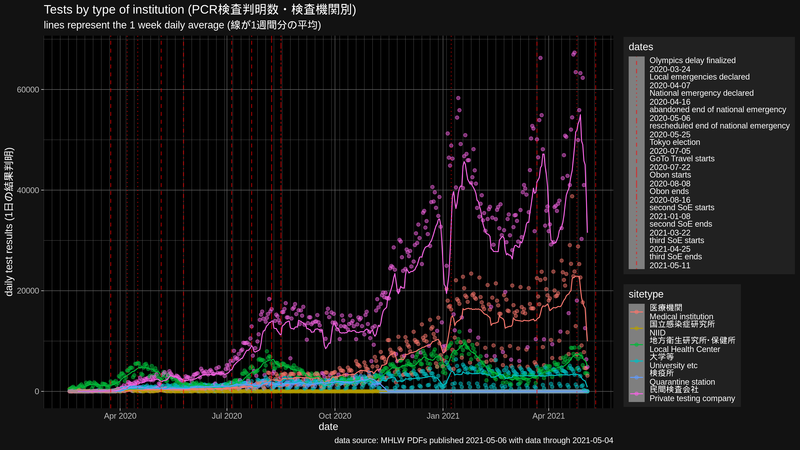 Tests by type of institution (PCR検査判明数・検査機関別)
lines represent the 1 week daily average (線が1週間分の平均)
daily test results (1日の結果判明)
60000
40000
20000
0
Apr 2020
Jul 2020
Oct 2020
Jan 2021
Apr 2021
date
data source: MHLW PDFs published 2021-05-06 with data through 2021-05-04
dates
Olympics delay finalized
2020-03-24
Local emergencies declared
2020-04-07
National emergency declared
2020-04-16
abandoned end of national emergency
2020-05-06
rescheduled end of national emergency
2020-05-25
Tokyo election
2020-07-05
GoTo Travel starts
2020-07-22
Obon starts
2020-08-08
Obon ends
2020-08-16
second SoE starts
2021-01-08
second SoE ends
2021-03-22
third SoE starts
2021-04-25
third SoE ends
2021-05-11
sitetype
医療機関
Medical institution
国立感染症研究所
NIID
地方衛生研究所・保健所
Local Health Center
大学等
University etc
検疫所
Quarantine station
民間検査会社
Private testing company